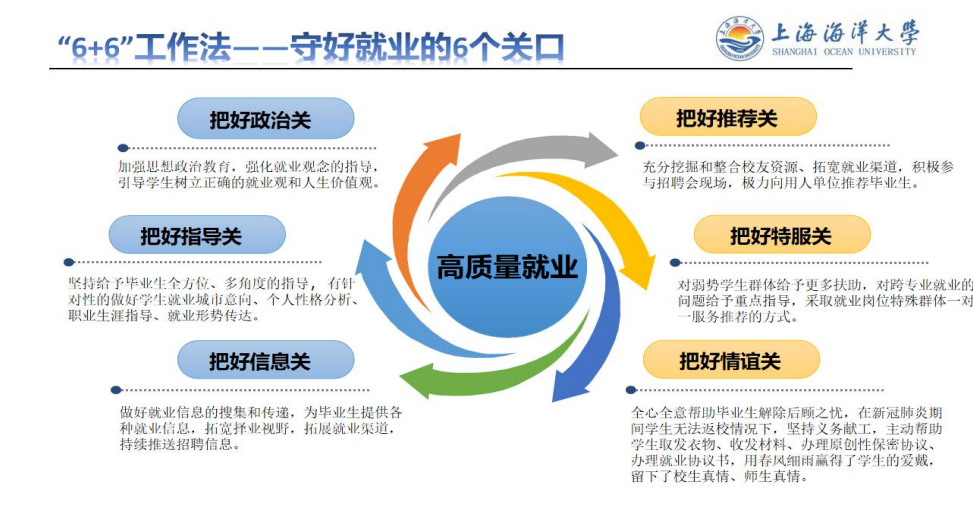 “6+6”工作法——守好就业的6个关口
上海海洋大學
SHANGHAI OCEAN UNIVERSITY
把好政治关
加强思想政治教育，强化就业观念的指导，
引导学生树立正确的就业观和人生价值观。
把好指导关
坚持给予毕业生全方位、多角度的指导, 有针
对性的做好学生就业城市意向、个人性格分析、
职业生涯指导、就业形势传达。
把好信息关
做好就业信息的搜集和传递，为毕业生提供各
种就业信息，拓宽择业视野，拓展就业渠道，
持续推送招聘信息。
高质量就业
把好推荐关
充分挖掘和整合校友资源、拓宽就业渠道，积极参
与招聘会现场，极力向用人单位推荐毕业生。
把好特服关
对弱势学生群体给予更多扶助，对跨专业就业的
问题给予重点指导，采取就业岗位特殊群体一对
一服务推荐的方式。
把好情谊关
全心全意帮助毕业生解除后顾之忧，在新冠肺炎期
间学生无法返校情况下，坚持义务献工，主动帮助
学生取发衣物、收发材料、办理原创性保密协议、
办理就业协议书，用春风细雨赢得了学生的爱戴，
留下了校生真情、师生真情。